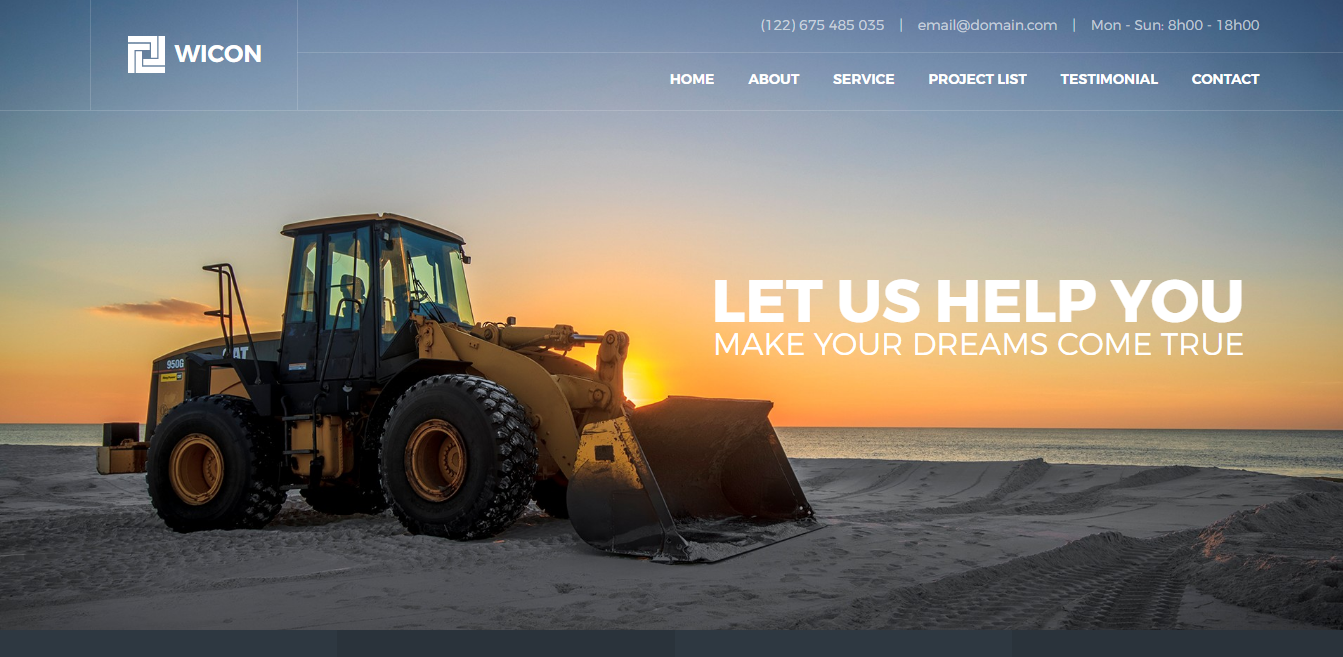 (122) 675 485 035 | email@domain.com | Mon - Sun: 8h00 - 18h00
WICON
HOME ABOUT SERVICE PROJECT LIST TESTIMONIAL CONTACT
LET US HELP YOU
MAKE YOUR DREAMS COME TRUE
CAT
950G